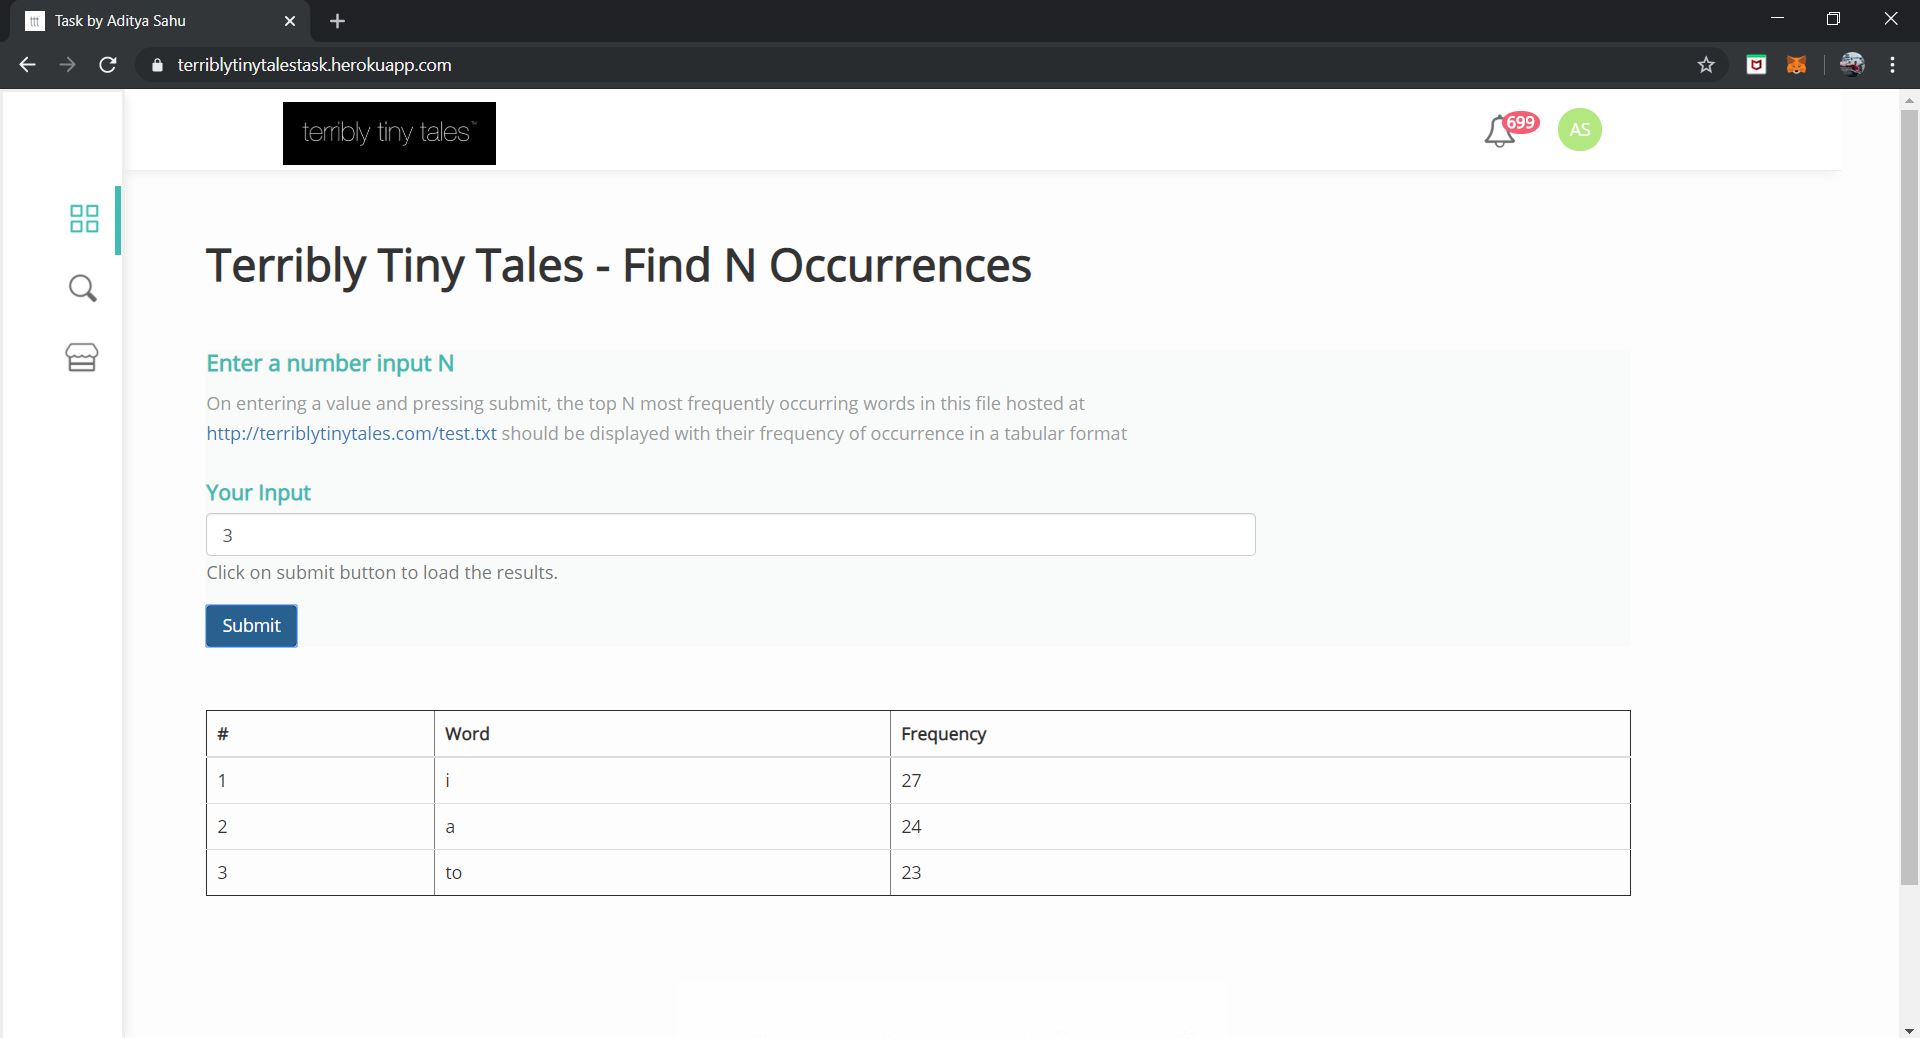 ttt Task by Aditya Sahu
terriblytinytalestask.herokuapp.com
terribly tiny tales™
699
AS
Terribly Tiny Tales - Find N Occurrences
Enter a number input N
On entering a value and pressing submit, the top N most frequently occurring words in this file hosted at
http://terriblytinytales.com/test.txt should be displayed with their frequency of occurrence in a tabular format
Your Input
3
Click on submit button to load the results.
Submit
# Word Frequency
1 i 27
2 a 24
3 to 23